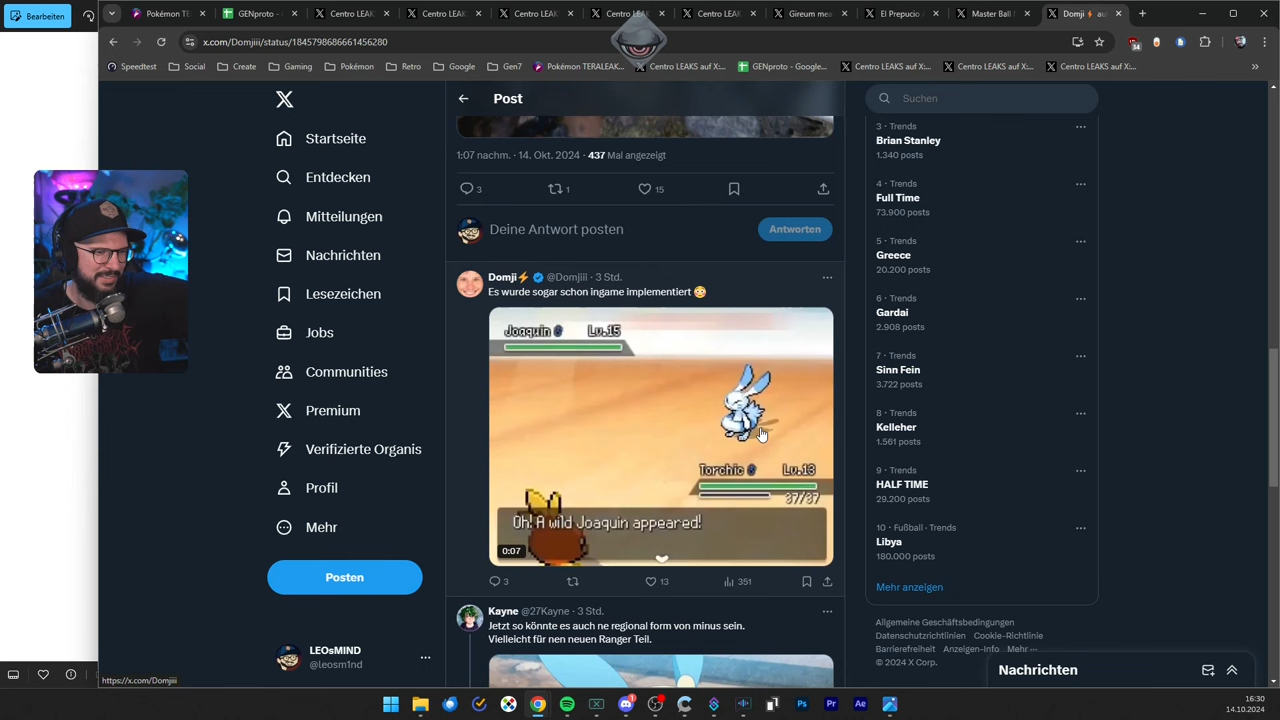 Bearbeiten
Pokémon TE
GENproto -
Centro LEAK
Centro LEA
Centro LEAK
Centro LEAK
Centro LEAK
Gireum mea
El Prepucio
Master Ball
Domji⚡ au
x.com/Domjiii/status/1845798686661456280
34
Speedtest
Social
Create
Gaming
Pokémon
Retro
Google
Gen7
Pokémon TERALEAK...
Centro LEAKS auf X:...
GENproto - Google...
Centro LEAKS auf X:...
Centro LEAKS auf X:...
Centro LEAKS auf X:...
Startseite
Entdecken
Mitteilungen
Nachrichten
Lesezeichen
Jobs
Communities
Premium
Verifizierte Organis
Profil
Mehr
Posten
LEOsMIND
@leosm1nd
https://x.com/Domjiii
Post
1:07 nachm. · 14. Okt. 2024 · 437 Mal angezeigt
3 1 15
Deine Antwort posten
Antworten
Domji⚡ @Domjiii · 3 Std.
Es wurde sogar schon ingame implementiert 😳
Joaquin Lv.15
Torchic Lv.13
37/37
Oh! A wild Joaquin appeared!
0:07
3 13 351
Kayne @27Kayne · 3 Std.
Jetzt so könnte es auch ne regional form von minus sein.
Vielleicht für nen neuen Ranger Teil.
Suchen
3 · Trends
Brian Stanley
1.340 posts
4 · Trends
Full Time
73.900 posts
5 · Trends
Greece
20.200 posts
6 · Trends
Gardai
2.908 posts
7 · Trends
Sinn Fein
3.722 posts
8 · Trends
Kelleher
1.561 posts
9 · Trends
HALF TIME
29.200 posts
10 · Fußball · Trends
Libya
180.000 posts
Mehr anzeigen
Allgemeine Geschäftsbedingungen
Datenschutzrichtlinien Cookie-Richtlinie
Barrierefreiheit Anzeigen-Info Mehr ···
© 2024 X Corp.
Nachrichten
16:30
14.10.2024